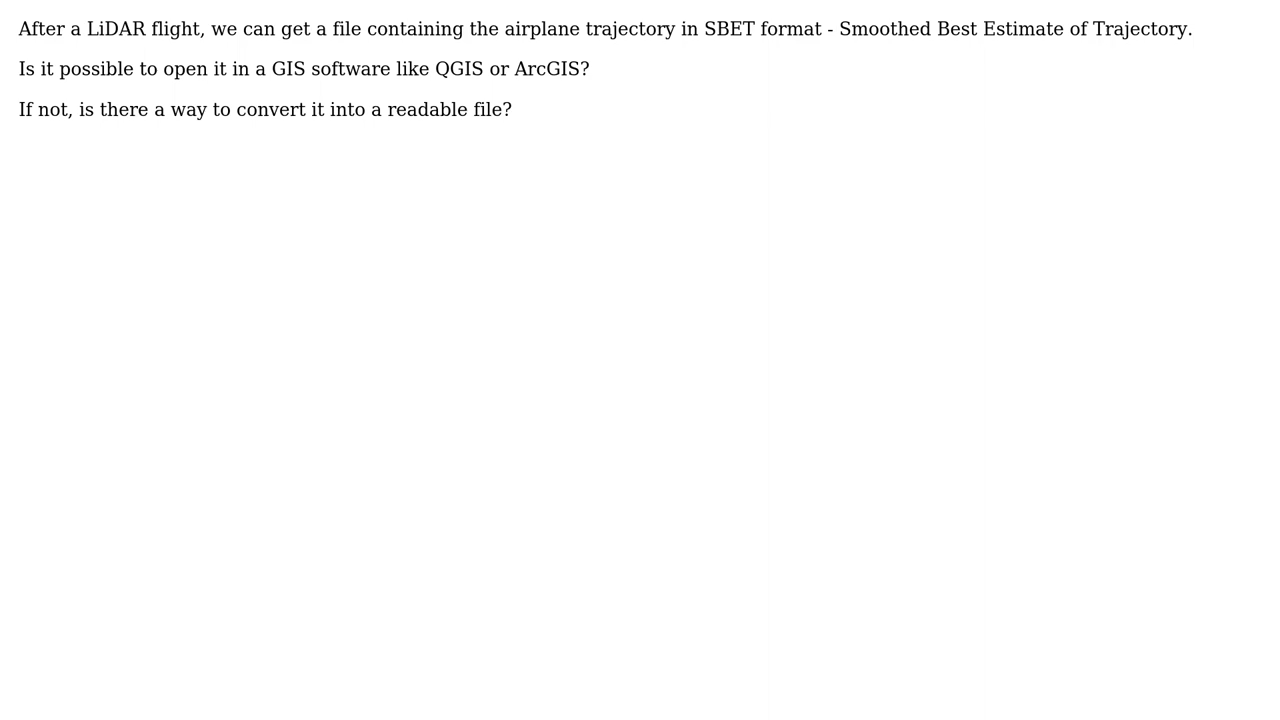 After a LiDAR flight, we can get a file containing the airplane trajectory in SBET format - Smoothed Best Estimate of Trajectory.
Is it possible to open it in a GIS software like QGIS or ArcGIS?
If not, is there a way to convert it into a readable file?